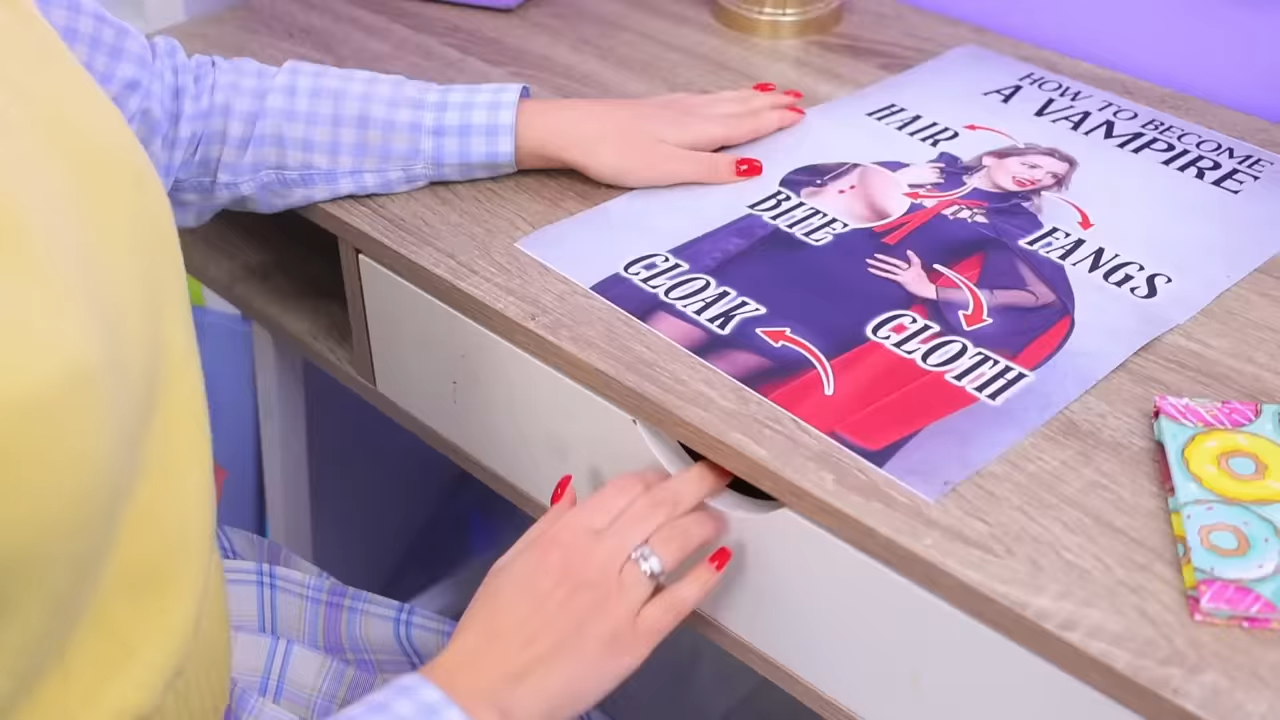 HOW TO BECOME
A VAMPIRE
HAIR
BITE
FANGS
CLOAK
CLOTH